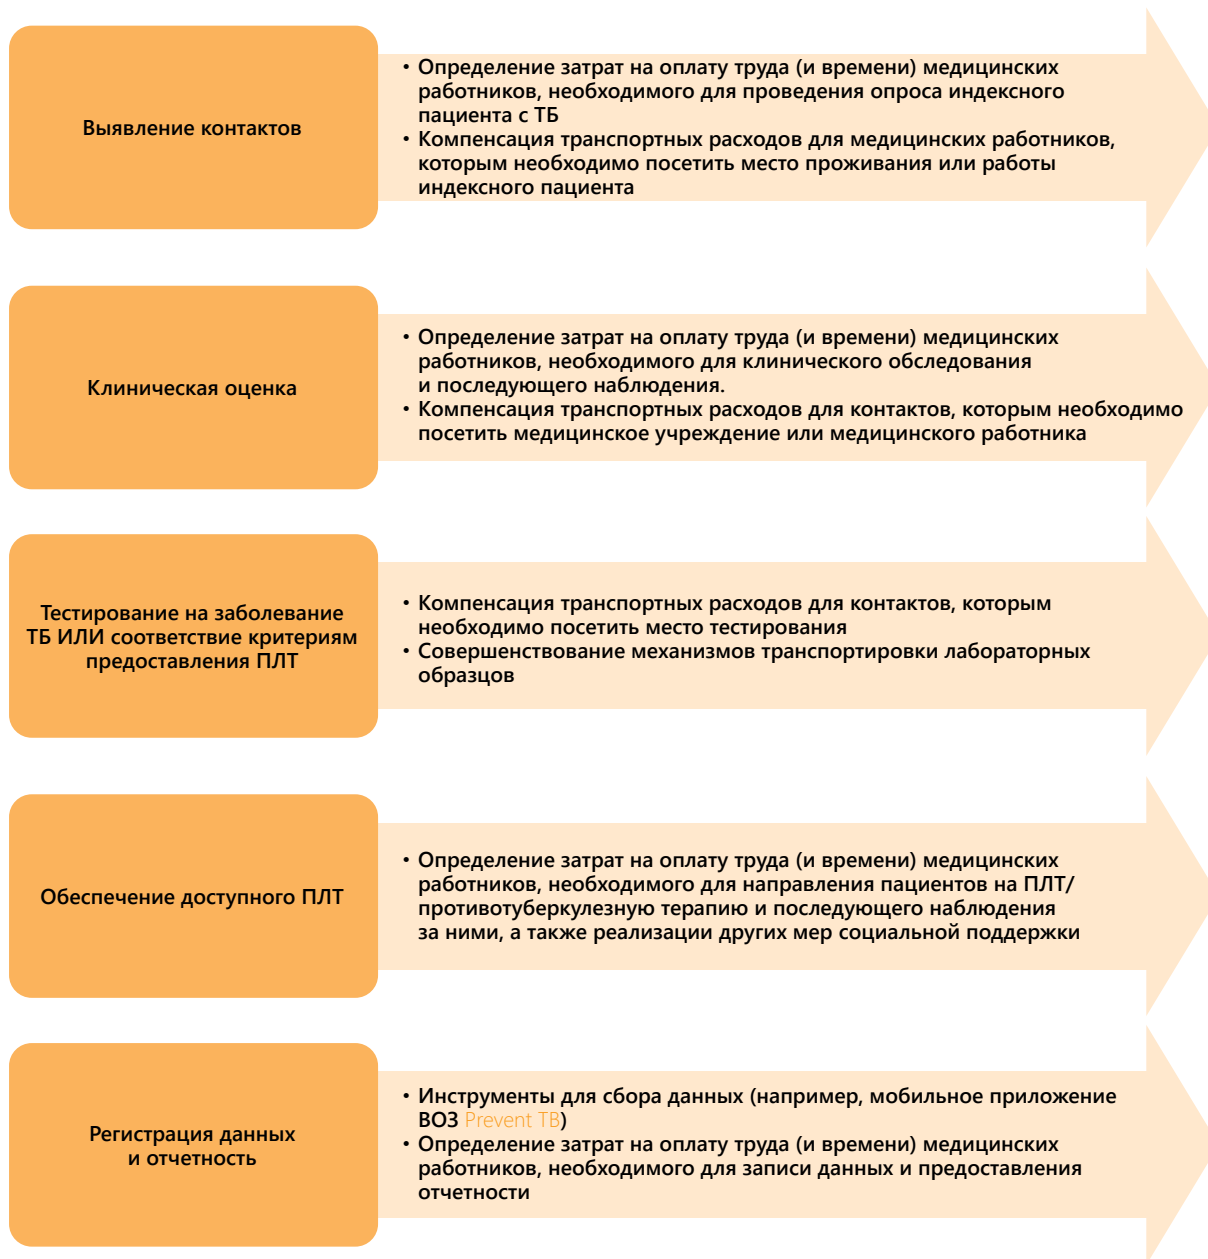 Выявление контактов
• Определение затрат на оплату труда (и времени) медицинских
работников, необходимого для проведения опроса индексного
пациента с ТБ
• Компенсация транспортных расходов для медицинских работников,
которым необходимо посетить место проживания или работы
индексного пациента
Клиническая оценка
• Определение затрат на оплату труда (и времени) медицинских
работников, необходимого для клинического обследования
и последующего наблюдения.
• Компенсация транспортных расходов для контактов, которым необходимо
посетить медицинское учреждение или медицинского работника
Тестирование на заболевание
ТБ ИЛИ соответствие критериям
предоставления ПЛТ
• Компенсация транспортных расходов для контактов, которым
необходимо посетить место тестирования
• Совершенствование механизмов транспортировки лабораторных
образцов
Обеспечение доступного ПЛТ
• Определение затрат на оплату труда (и времени) медицинских
работников, необходимого для направления пациентов на ПЛТ/
противотуберкулезную терапию и последующего наблюдения
за ними, а также реализации других мер социальной поддержки
Регистрация данных
и отчетность
• Инструменты для сбора данных (например, мобильное приложение
ВОЗ Prevent TB)
• Определение затрат на оплату труда (и времени) медицинских
работников, необходимого для записи данных и предоставления
отчетности